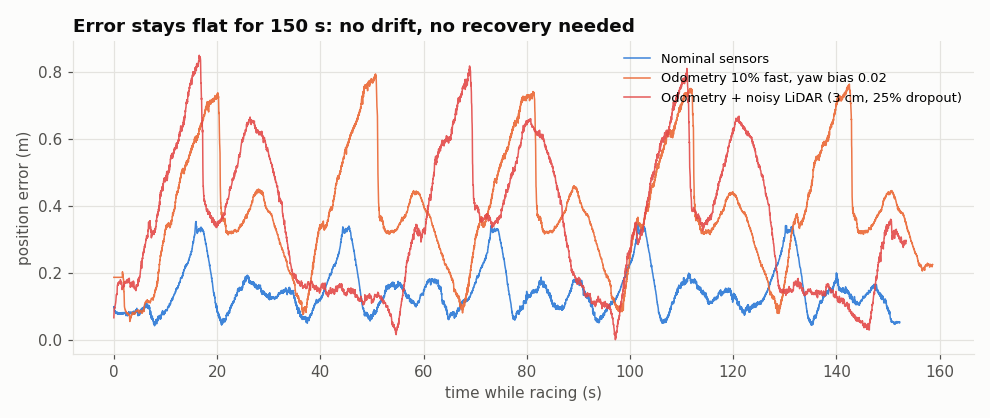 Error stays flat for 150 s: no drift, no recovery needed
Nominal sensors
Odometry 10% fast, yaw bias 0.02
Odometry + noisy LiDAR (3 cm, 25% dropout)
position error (m)
0.8
0.6
0.4
0.2
0.0
0 20 40 60 80 100 120 140 160
time while racing (s)